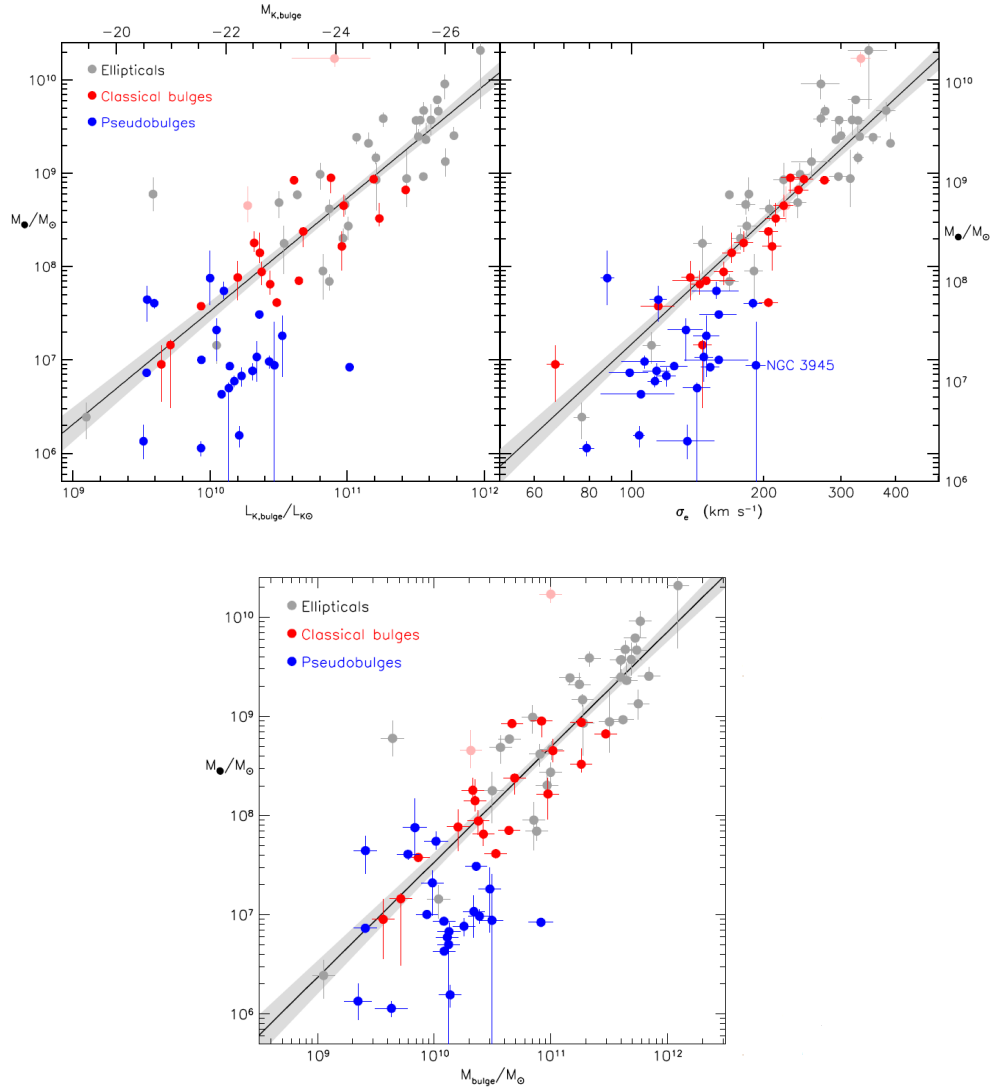 M_K,bulge
−20 −22 −24 −26
Ellipticals
Classical bulges
Pseudobulges
10^10
10^9
10^8
10^7
10^6
M●/M⊙
10^9 10^10 10^11 10^12
L_K,bulge/L_K⊙
10^10
10^9
10^8
10^7
10^6
M●/M⊙
NGC 3945
60 80 100 200 300 400
σ_e (km s⁻¹)
Ellipticals
Classical bulges
Pseudobulges
10^10
10^9
10^8
10^7
10^6
M●/M⊙
10^9 10^10 10^11 10^12
M_bulge/M⊙